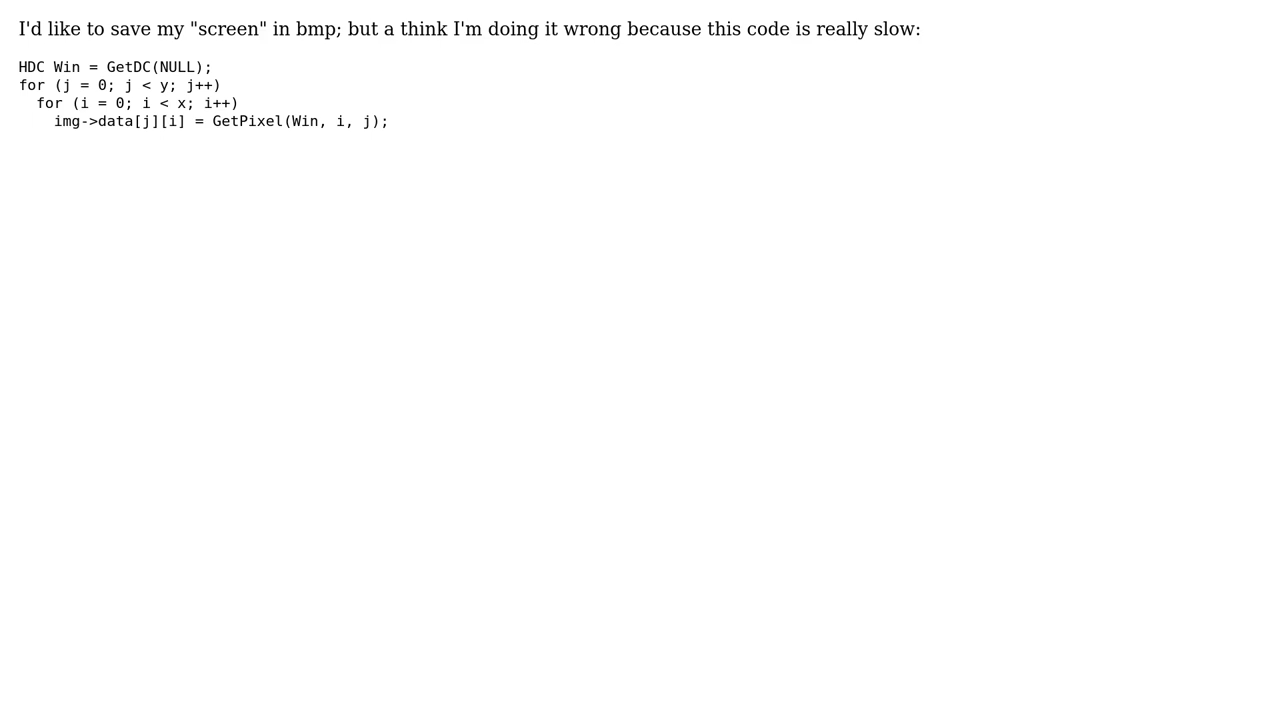 I'd like to save my "screen" in bmp; but a think I'm doing it wrong because this code is really slow:
HDC Win = GetDC(NULL);
for (j = 0; j < y; j++)
  for (i = 0; i < x; i++)
    img->data[j][i] = GetPixel(Win, i, j);